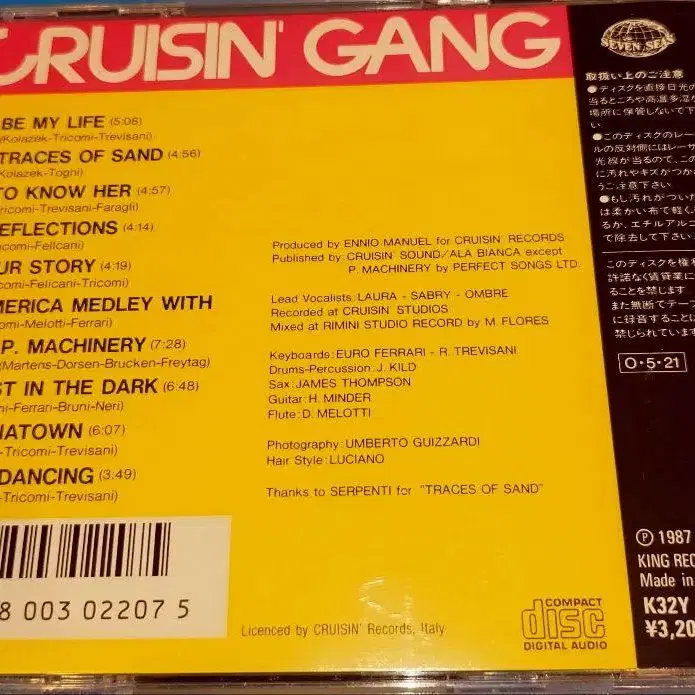 CRUISIN' GANG
BE MY LIFE (5:08)
(Kolazek-Tricomi-Trevisani)
TRACES OF SAND (4:56)
Kolazek-Toghi)
TO KNOW HER (4:57)
Tricomi-Trevisani-Faragli)
EFLECTIONS (4:14)
comi-Felicani)
UR STORY (4:19)
Felicani-Tricomi)
MERICA MEDLEY WITH
omi-Melotti-Ferrari)
P. MACHINERY (7:28)
(Martens-Dorsen-Brucken-Freytag)
ST IN THE DARK (6:48)
ni-Ferrari-Bruni-Neri)
IATOWN (6:07)
-Tricomi-Trevisani)
DANCING (3:49)
-Tricomi-Trevisani)
Produced by ENNIO MANUEL for CRUISIN' RECORDS
Published by: CRUISIN' SOUND/ALA BIANCA except
P. MACHINERY by PERFECT SONGS LTD.
Lead Vocalists: LAURA - SABRY - OMBRE
Recorded at CRUISIN' STUDIOS
Mixed at RIMINI STUDIO RECORD by M. FLORES
Keyboards: EURO FERRARI - R. TREVISANI
Drums-Percussion: J. KILD
Sax: JAMES THOMPSON
Guitar: H. MINDER
Flute: D. MELOTTI
Photography: UMBERTO GUIZZARDI
Hair Style: LUCIANO
Thanks to SERPENTI for "TRACES OF SAND"
8 003 02207 5
Licenced by CRUISIN' Records, Italy
COMPACT
disc
DIGITAL AUDIO
SEVEN SEAS
取扱い上のご注意
●ディスクを直接日光の
当るところや高温多湿な
場所に保管しないで下
い
●このディスクのレー
ルの反対側にはレーザ
光線が当るので、この
に汚れやキズがつか
うご注意下さい
●もし汚れがついた
は柔かい布で軽く
るか、エチルアルコ
で除去して下さい
このディスクを権利
許諾なく賃貸業に
ることを禁じます
また無断でテープ
に録音することも
禁じられています
O・5・21
Ⓟ 1987
KING REC
Made in
K32Y
¥3,20